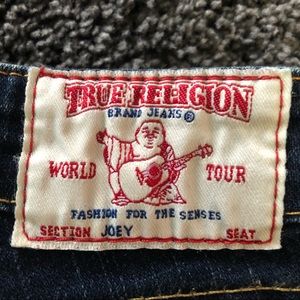 TRUE RELIGION
BRAND JEANS ®
WORLD TOUR
FASHION FOR THE SENSES
SECTION JOEY SEAT